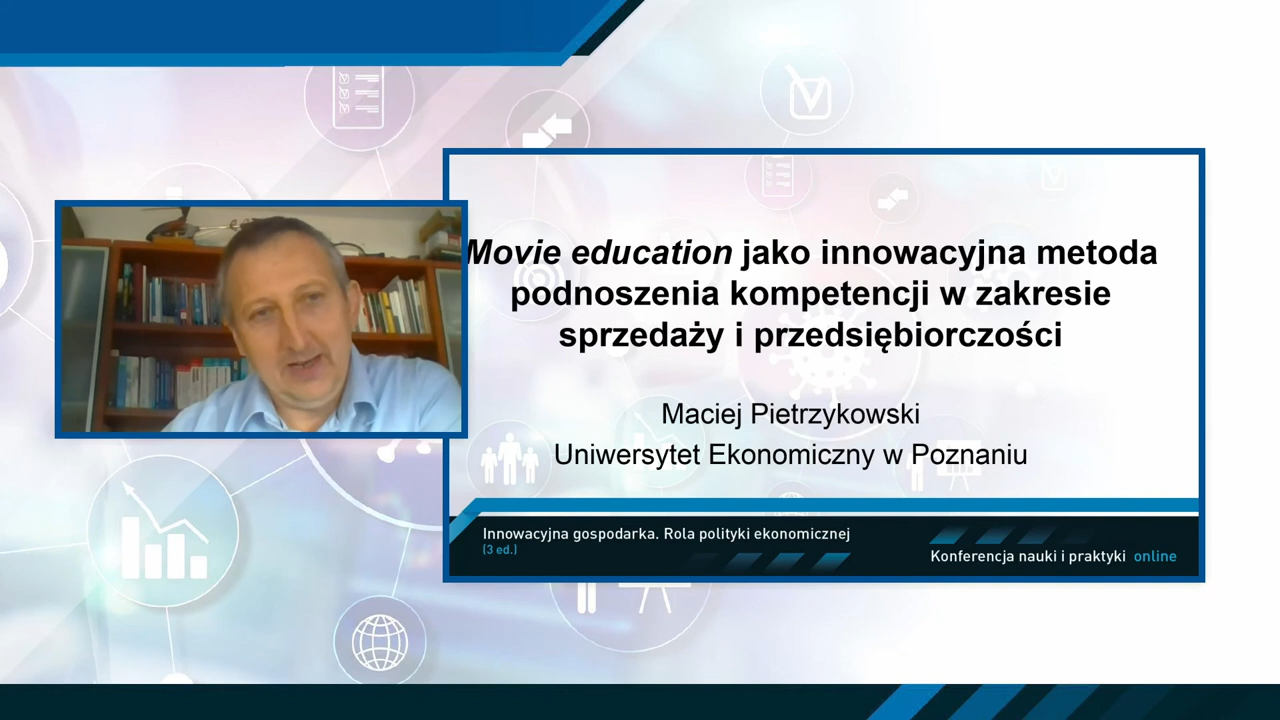 Movie education jako innowacyjna metoda
podnoszenia kompetencji w zakresie
sprzedaży i przedsiębiorczości
Maciej Pietrzykowski
Uniwersytet Ekonomiczny w Poznaniu
Innowacyjna gospodarka. Rola polityki ekonomicznej
(3 ed.)
Konferencja nauki i praktyki online